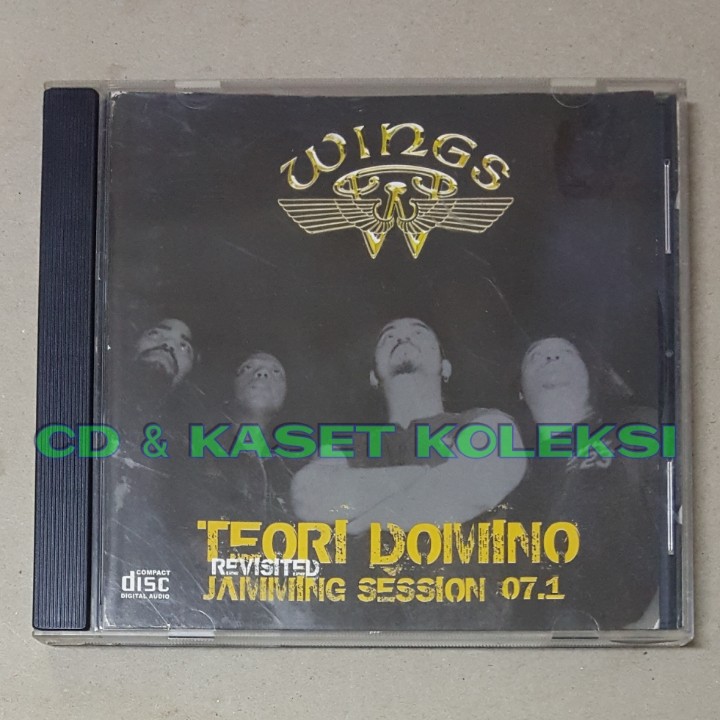 WINGS
CD & KASET KOLEKSI
TEORI DOMINO
REVISITED
JAMMING SESSION 07.1
COMPACT
disc
DIGITAL AUDIO